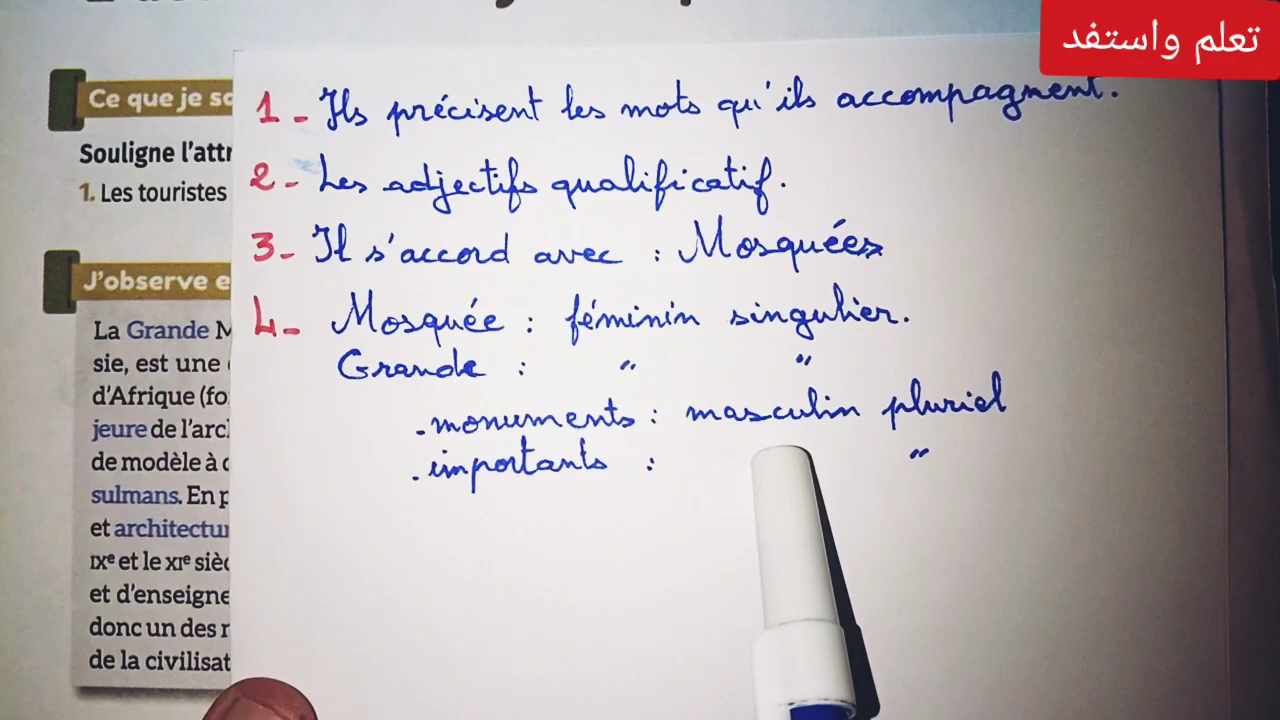 تعلم واستفد
Ce que je sa
Souligne l'attr
1. Les touristes
J'observe e
La Grande M
sie, est une
d'Afrique (fo
jeure de l'arc
de modèle à
sulmans. En p
et architectu
IXe et le XIe siè
et d'enseigne
donc un des
de la civilisat
1 - Ils précisent les mots qu'ils accompagnent.
2 - Les adjectifs qualificatif.
3 - Il s'accord avec : Mosquées
4 - Mosquée : féminin singulier.
Grande : " "
. monuments : masculin pluriel
. importants : "